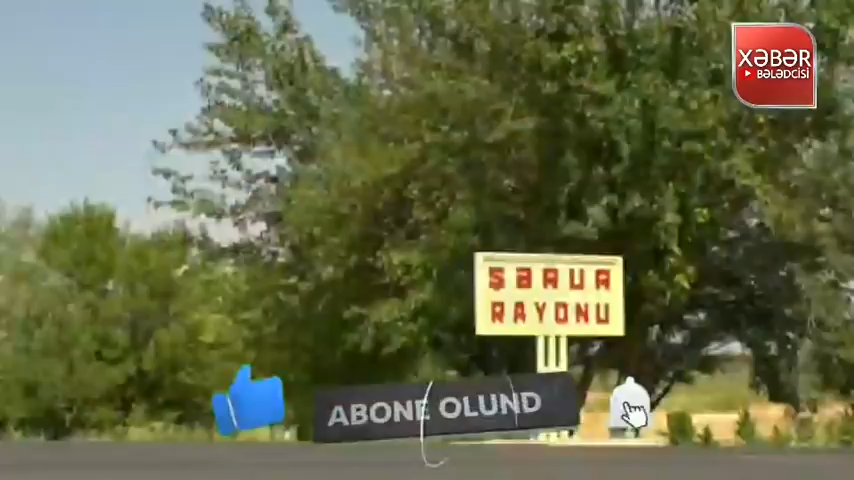 XƏBƏR
BƏLƏDCİSİ
ŞƏRUR
RAYONU
ABONE OLUND